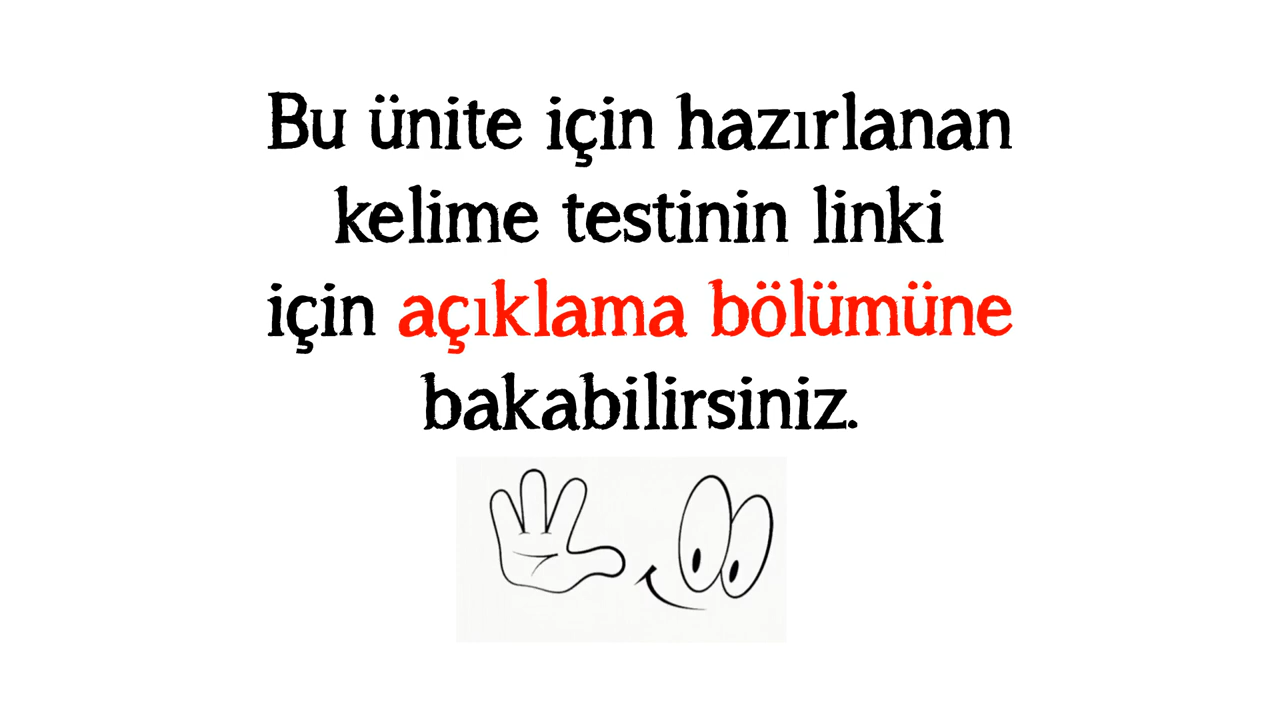 Bu ünite için hazırlanan
kelime testinin linki
için açıklama bölümüne
bakabilirsiniz.